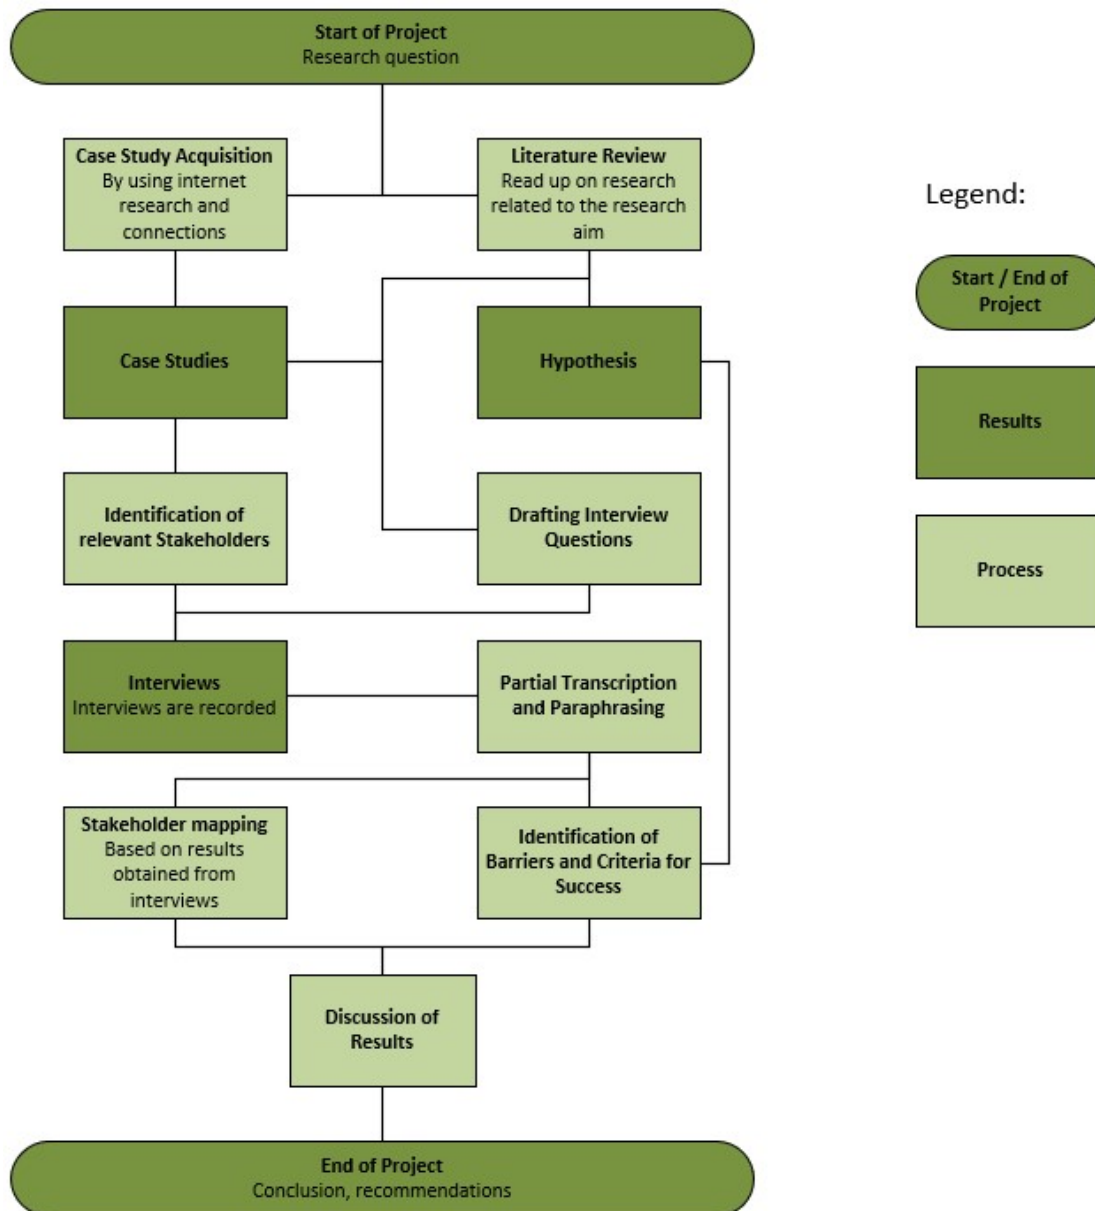 Start of Project
Research question
Case Study Acquisition
By using internet
research and
connections
Literature Review
Read up on research
related to the research
aim
Case Studies
Hypothesis
Identification of
relevant Stakeholders
Drafting Interview
Questions
Interviews
Interviews are recorded
Partial Transcription
and Paraphrasing
Stakeholder mapping
Based on results
obtained from
interviews
Identification of
Barriers and Criteria for
Success
Discussion of
Results
End of Project
Conclusion, recommendations
Legend:
Start / End of
Project
Results
Process